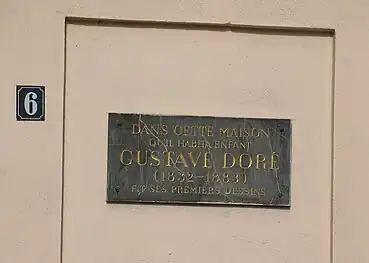 6
DANS CETTE MAISON
QU'IL HABITA ENFANT
GUSTAVE DORÉ
(1832-1883)
FIT SES PREMIERS DESSINS